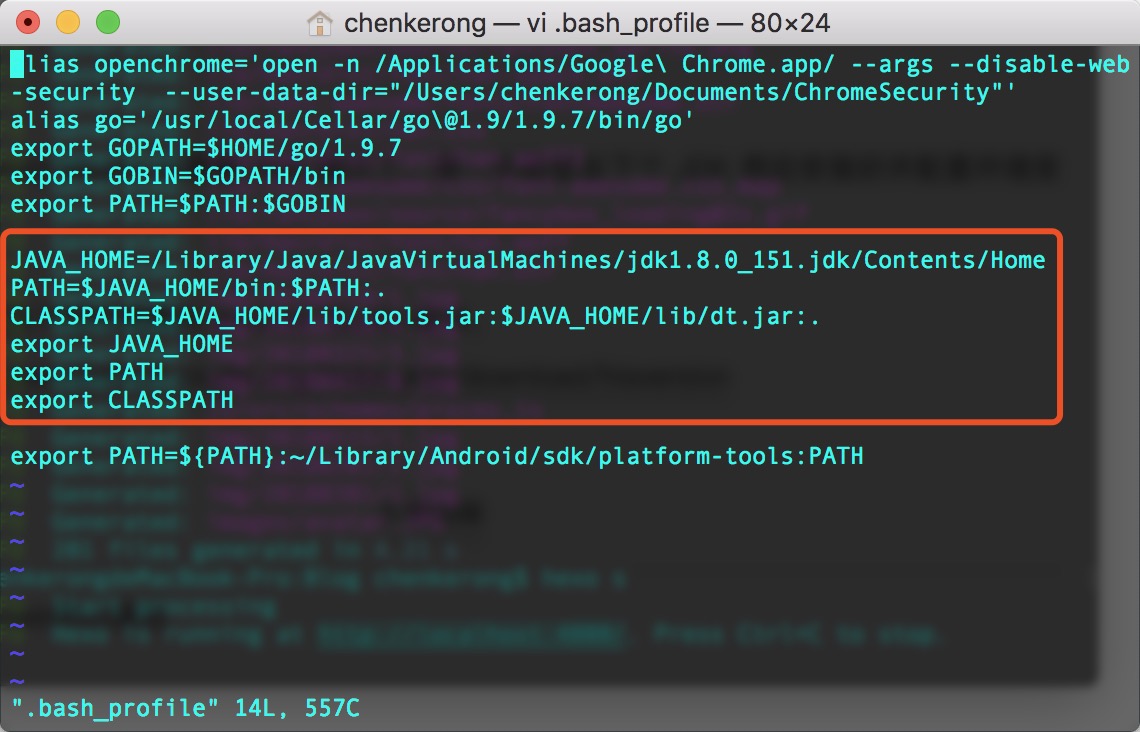 chenkerong — vi .bash_profile — 80×24
alias openchrome='open -n /Applications/Google\ Chrome.app/ --args --disable-web
-security  --user-data-dir="/Users/chenkerong/Documents/ChromeSecurity"'
alias go='/usr/local/Cellar/go\@1.9/1.9.7/bin/go'
export GOPATH=$HOME/go/1.9.7
export GOBIN=$GOPATH/bin
export PATH=$PATH:$GOBIN
JAVA_HOME=/Library/Java/JavaVirtualMachines/jdk1.8.0_151.jdk/Contents/Home
PATH=$JAVA_HOME/bin:$PATH:.
CLASSPATH=$JAVA_HOME/lib/tools.jar:$JAVA_HOME/lib/dt.jar:.
export JAVA_HOME
export PATH
export CLASSPATH
export PATH=${PATH}:~/Library/Android/sdk/platform-tools:PATH
~
~
~
~
~
~
~
~
".bash_profile" 14L, 557C